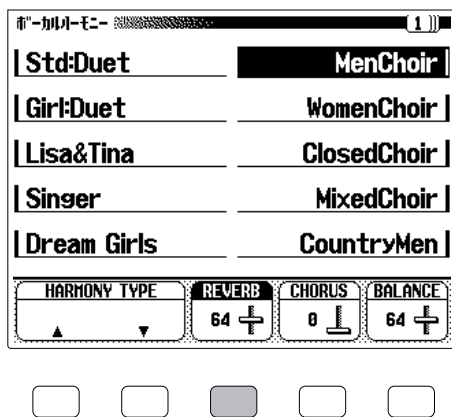 ボーカルハーモニー
1
Std:Duet MenChoir
Girl:Duet WomenChoir
Lisa&Tina ClosedChoir
Singer MixedChoir
Dream Girls CountryMen
HARMONY TYPE REVERB CHORUS BALANCE
▲ ▼ 64 0 64